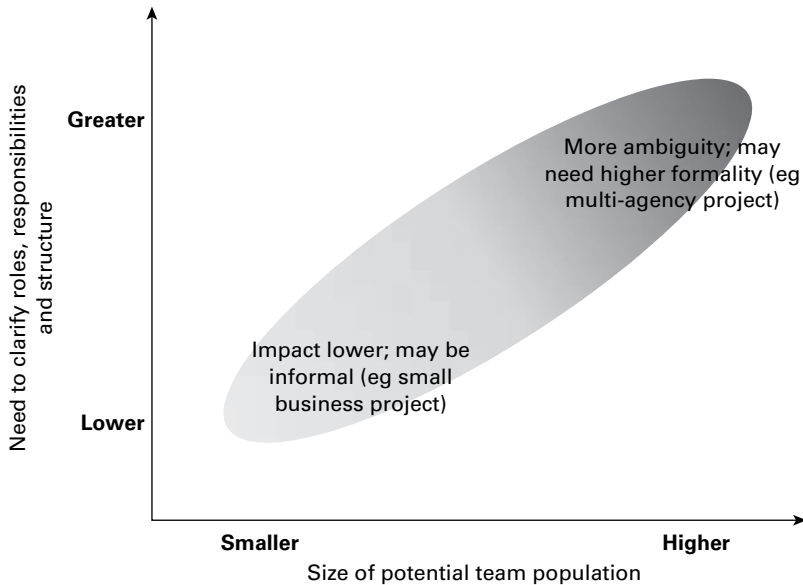 Need to clarify roles, responsibilities
and structure
Greater
Lower
More ambiguity; may
need higher formality (eg
multi-agency project)
Impact lower; may be
informal (eg small
business project)
Smaller
Higher
Size of potential team population